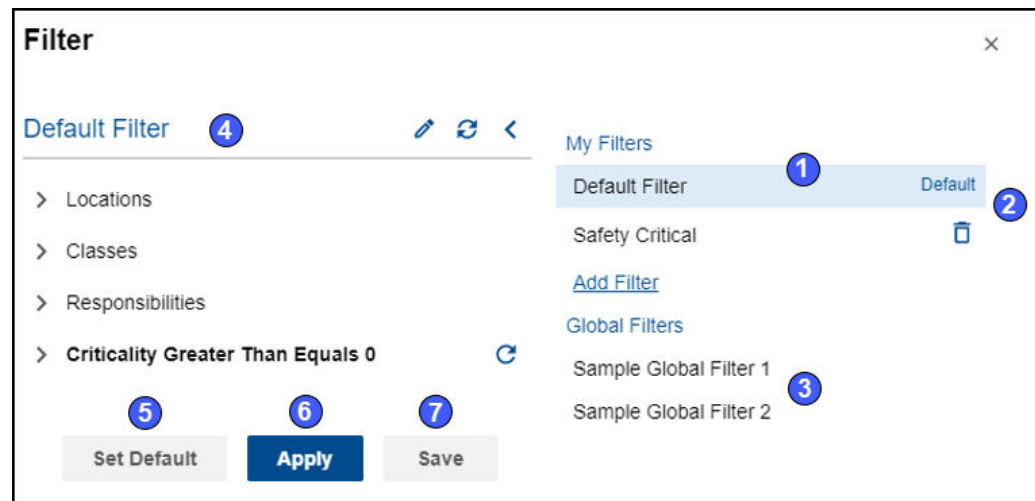 Filter
Default Filter
4
Locations
Classes
Responsibilities
Criticality Greater Than Equals 0
5
6
7
Set Default
Apply
Save
My Filters
1
Default Filter
Default
2
Safety Critical
Add Filter
Global Filters
Sample Global Filter 1
3
Sample Global Filter 2